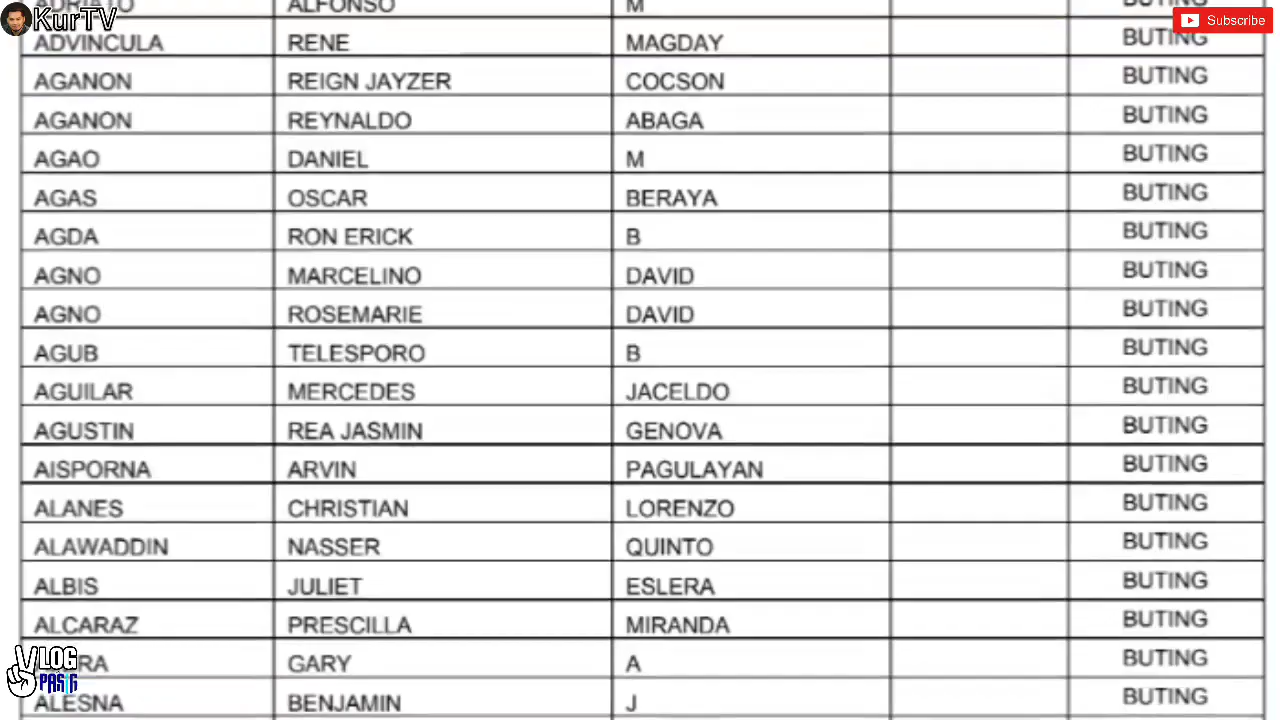 KurTV
Subscribe
ALFONSO M BUTING
ADVINCULA RENE MAGDAY BUTING
AGANON REIGN JAYZER COCSON BUTING
AGANON REYNALDO ABAGA BUTING
AGAO DANIEL M BUTING
AGAS OSCAR BERAYA BUTING
AGDA RON ERICK B BUTING
AGNO MARCELINO DAVID BUTING
AGNO ROSEMARIE DAVID BUTING
AGUB TELESPORO B BUTING
AGUILAR MERCEDES JACELDO BUTING
AGUSTIN REA JASMIN GENOVA BUTING
AISPORNA ARVIN PAGULAYAN BUTING
ALANES CHRISTIAN LORENZO BUTING
ALAWADDIN NASSER QUINTO BUTING
ALBIS JULIET ESLERA BUTING
ALCARAZ PRESCILLA MIRANDA BUTING
GARY A BUTING
ALESNA BENJAMIN J BUTING
VLOG
PASIG